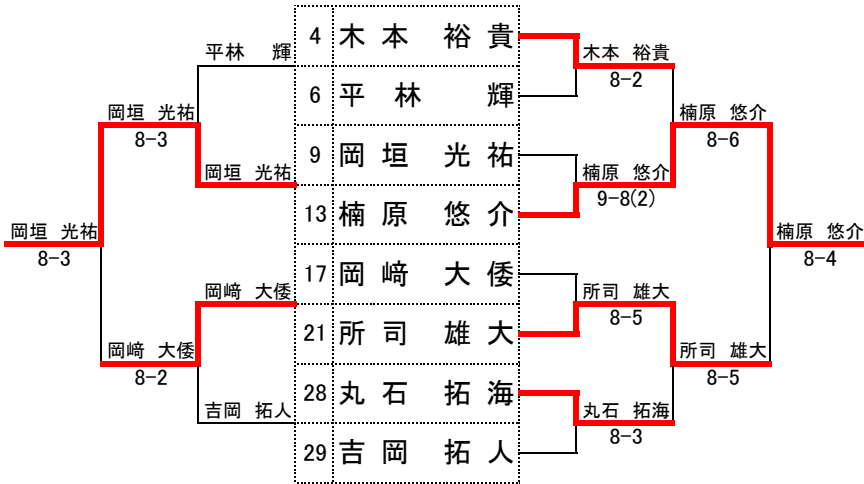 4 木本 裕貴
6 平林 輝
9 岡垣 光祐
13 楠原 悠介
17 岡﨑 大倭
21 所司 雄大
28 丸石 拓海
29 吉岡 拓人
平林 輝
岡垣 光祐
8-3
岡垣 光祐
岡垣 光祐
8-3
岡﨑 大倭
岡﨑 大倭
8-2
吉岡 拓人
木本 裕貴
8-2
楠原 悠介
8-6
楠原 悠介
9-8(2)
楠原 悠介
8-4
所司 雄大
8-5
所司 雄大
8-5
丸石 拓海
8-3